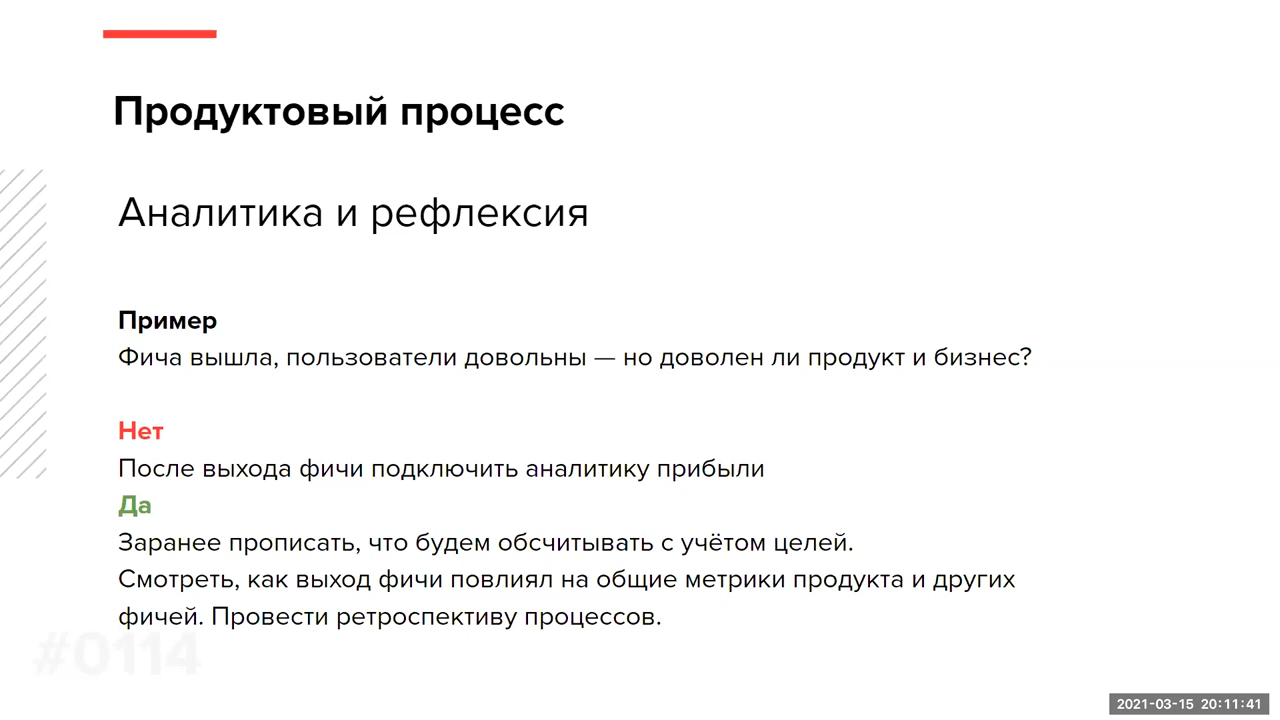 Продуктовый процесс
Аналитика и рефлексия
Пример
Фича вышла, пользователи довольны — но доволен ли продукт и бизнес?
Нет
После выхода фичи подключить аналитику прибыли
Да
Заранее прописать, что будем обсчитывать с учётом целей.
Смотреть, как выход фичи повлиял на общие метрики продукта и других
фичей. Провести ретроспективу процессов.
#0114
2021-03-15 20:11:41